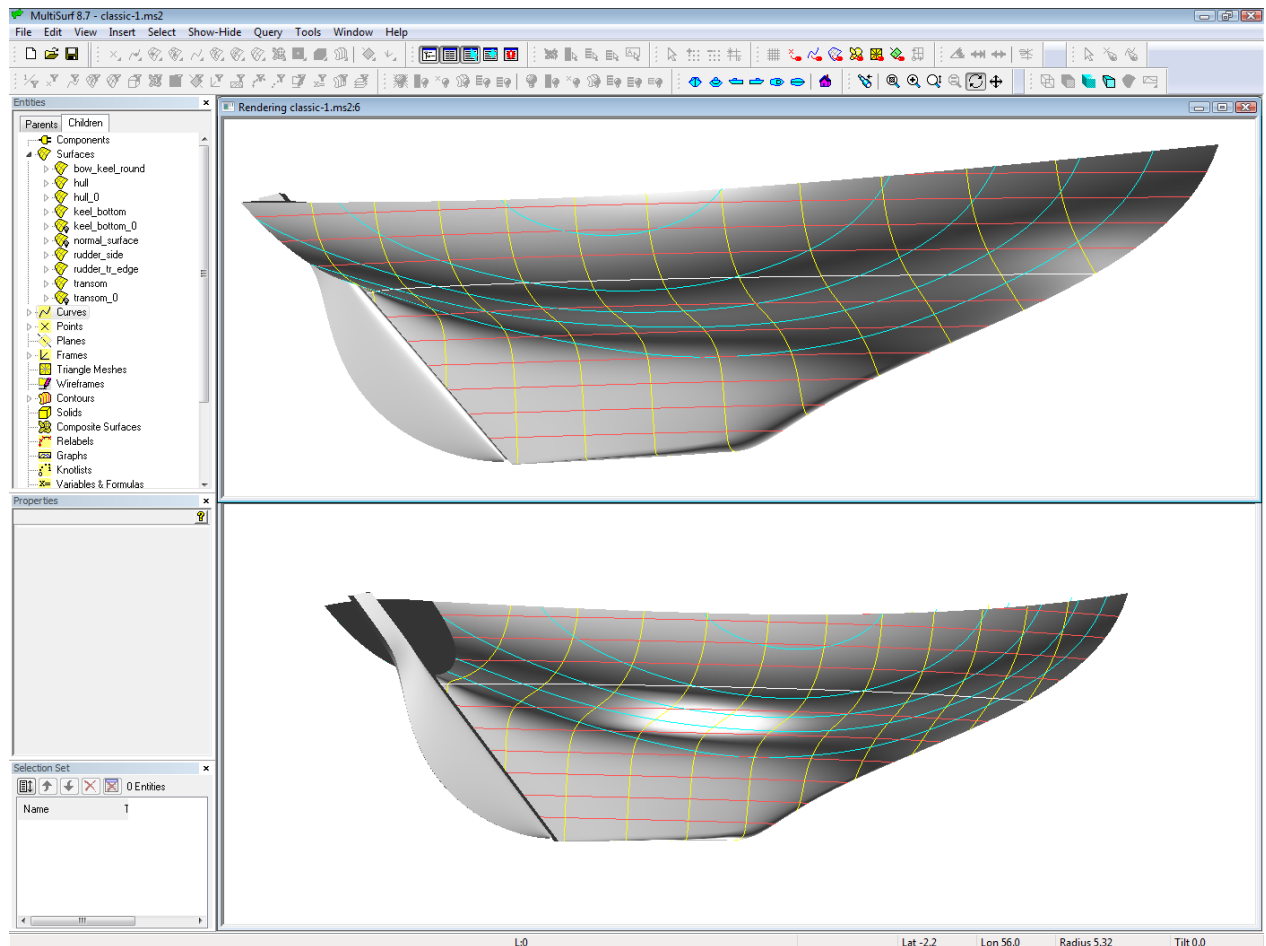 MultiSurf 8.7 - classic-1.ms2
File Edit View Insert Select Show-Hide Query Tools Window Help
Entities
Rendering classic-1.ms2:6
Parents Children
Components
Surfaces
bow_keel_round
hull
hull_0
keel_bottom
keel_bottom_0
normal_surface
rudder_side
rudder_tr_edge
transom
transom_0
Curves
Points
Planes
Frames
Triangle Meshes
Wireframes
Contours
Solids
Composite Surfaces
Relabels
Graphs
Knotlists
Variables & Formulas
Properties
Selection Set
0 Entities
Name T
L:0 Lat -2.2 Lon 56.0 Radius 5.32 Tilt 0.0